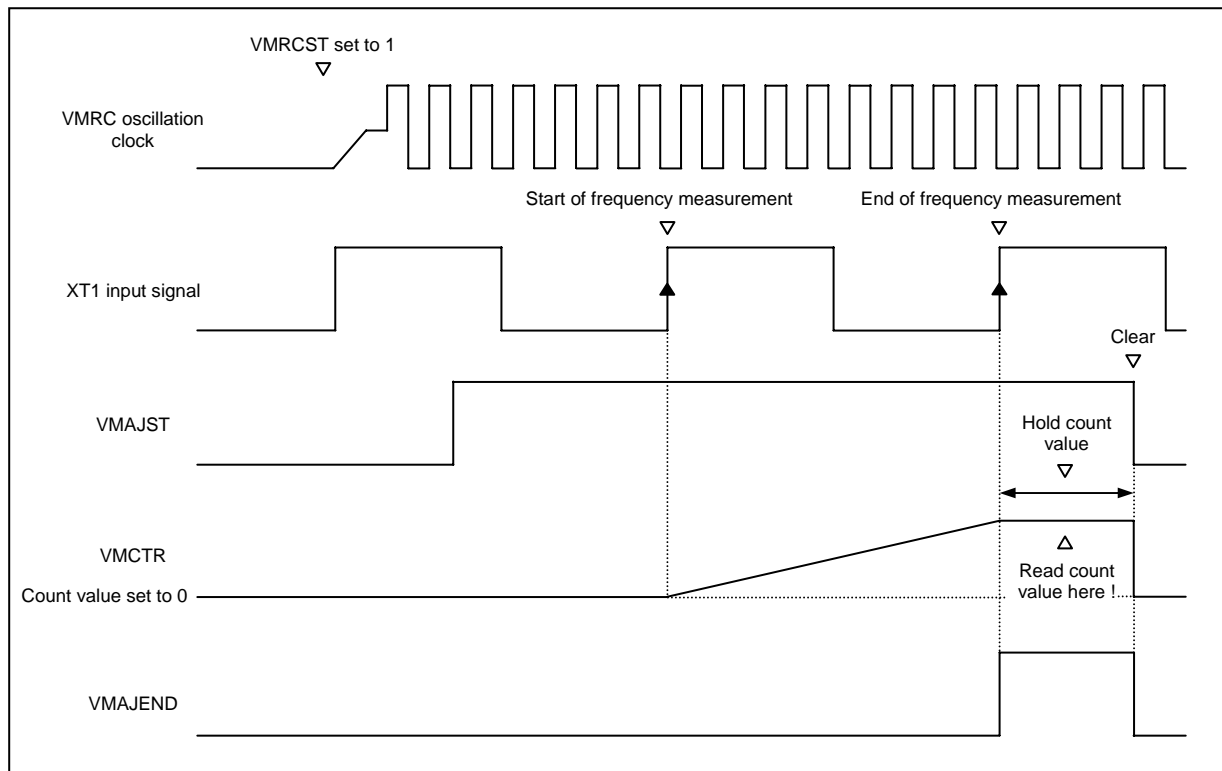 VMRCST set to 1
VMRC oscillation
clock
Start of frequency measurement
End of frequency measurement
XT1 input signal
Clear
VMAJST
Hold count
value
VMCTR
Read count
value here !
Count value set to 0
VMAJEND